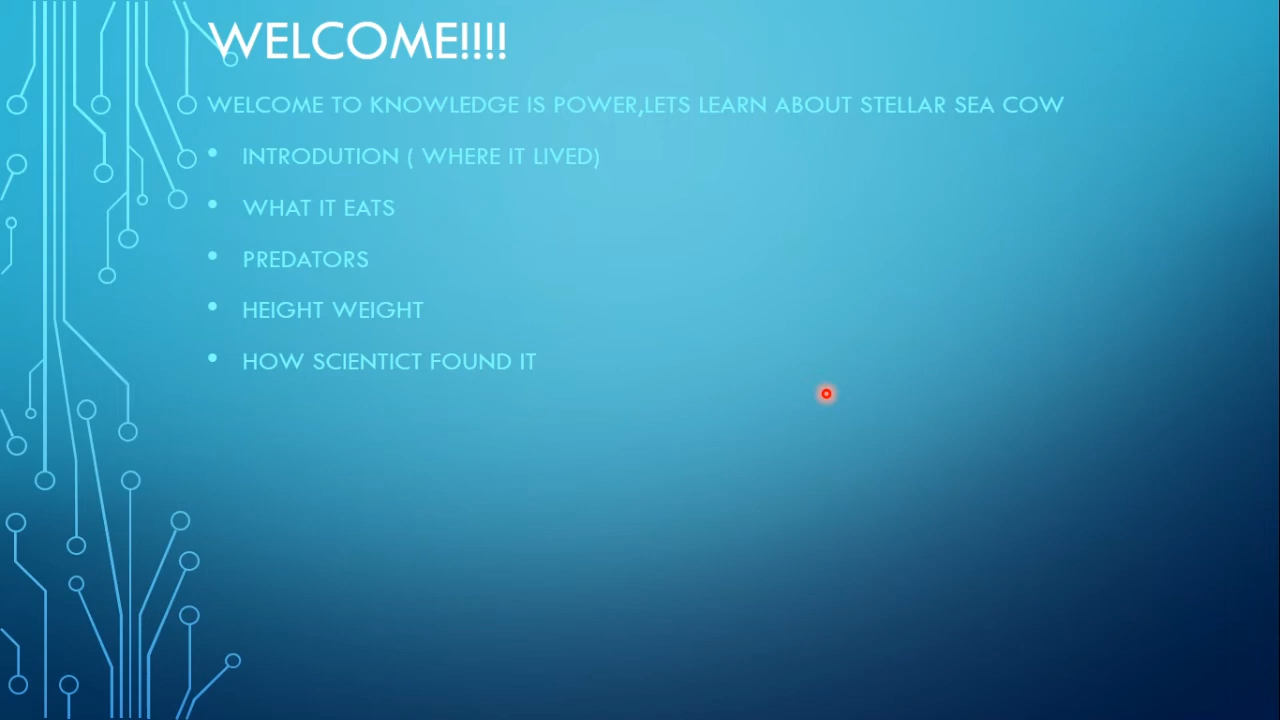 WELCOME!!!!
WELCOME TO KNOWLEDGE IS POWER,LETS LEARN ABOUT STELLAR SEA COW
• INTRODUTION ( WHERE IT LIVED)
• WHAT IT EATS
• PREDATORS
• HEIGHT WEIGHT
• HOW SCIENTICT FOUND IT